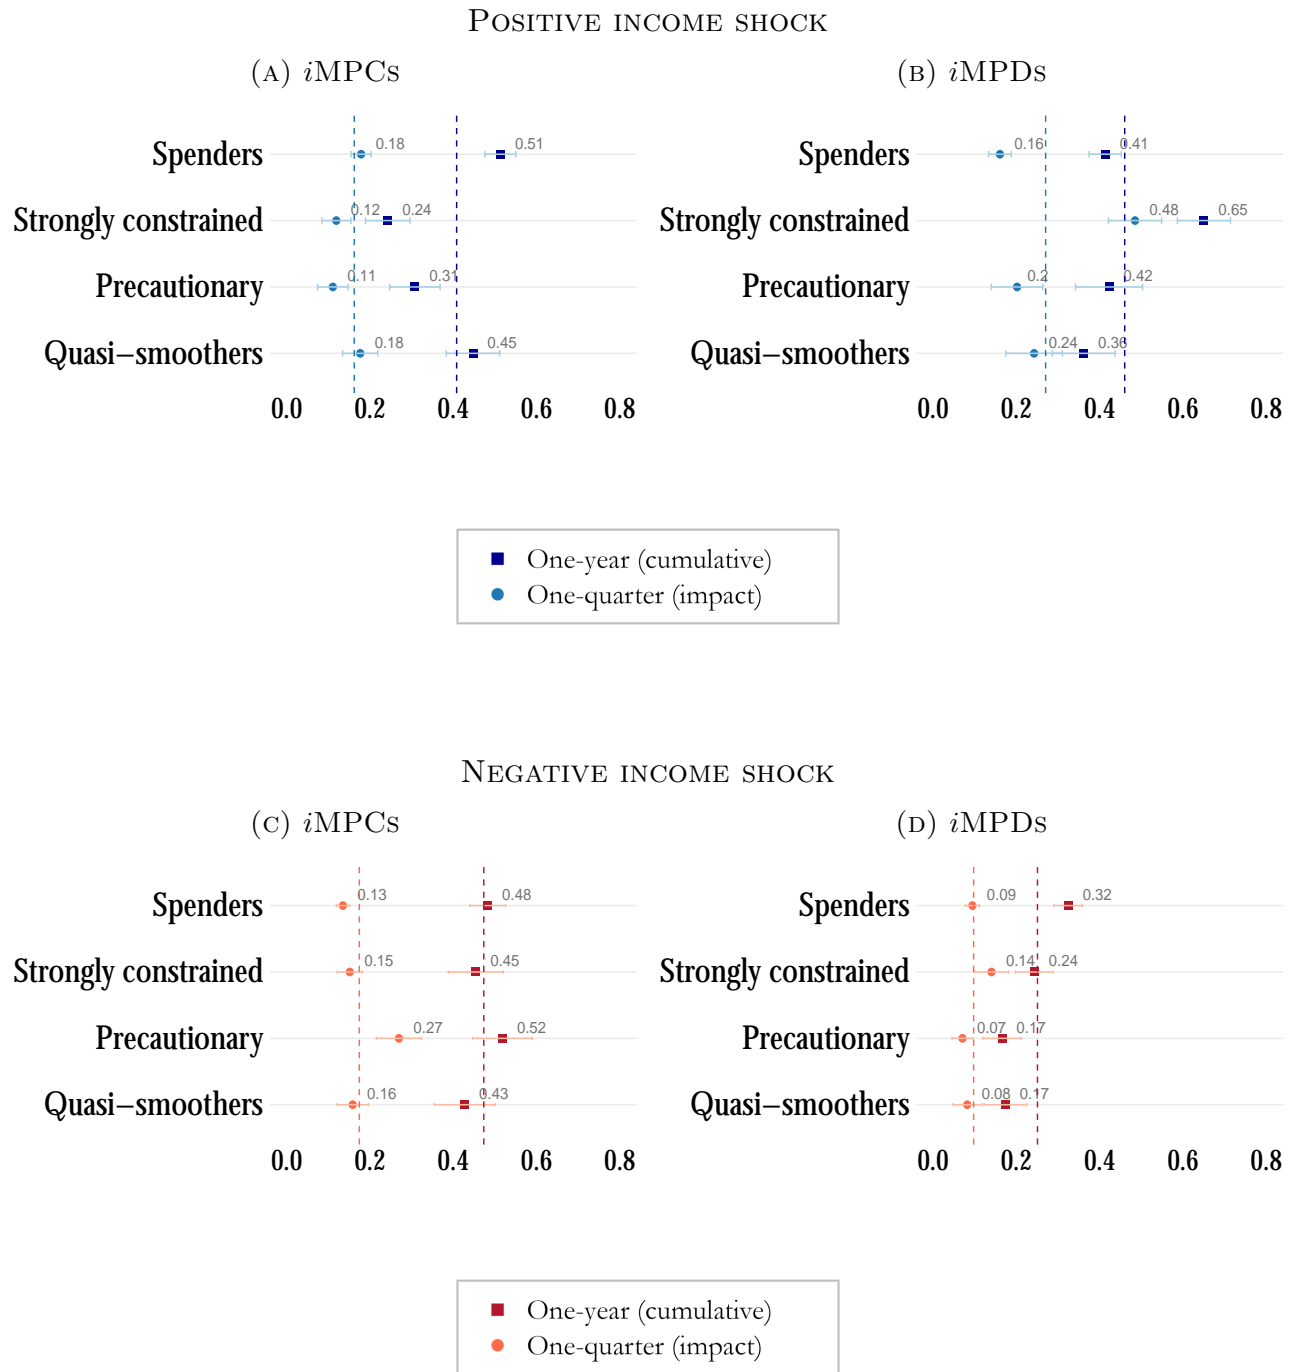 POSITIVE INCOME SHOCK
(A) iMPCs
Spenders 0.18 0.51
Strongly constrained 0.12 0.24
Precautionary 0.11 0.31
Quasi–smoothers 0.18 0.45
0.0 0.2 0.4 0.6 0.8
(B) iMPDs
Spenders 0.16 0.41
Strongly constrained 0.48 0.65
Precautionary 0.2 0.42
Quasi–smoothers 0.24 0.36
0.0 0.2 0.4 0.6 0.8
One-year (cumulative)
One-quarter (impact)
NEGATIVE INCOME SHOCK
(C) iMPCs
Spenders 0.13 0.48
Strongly constrained 0.15 0.45
Precautionary 0.27 0.52
Quasi–smoothers 0.16 0.43
0.0 0.2 0.4 0.6 0.8
(D) iMPDs
Spenders 0.09 0.32
Strongly constrained 0.14 0.24
Precautionary 0.07 0.17
Quasi–smoothers 0.08 0.17
0.0 0.2 0.4 0.6 0.8
One-year (cumulative)
One-quarter (impact)